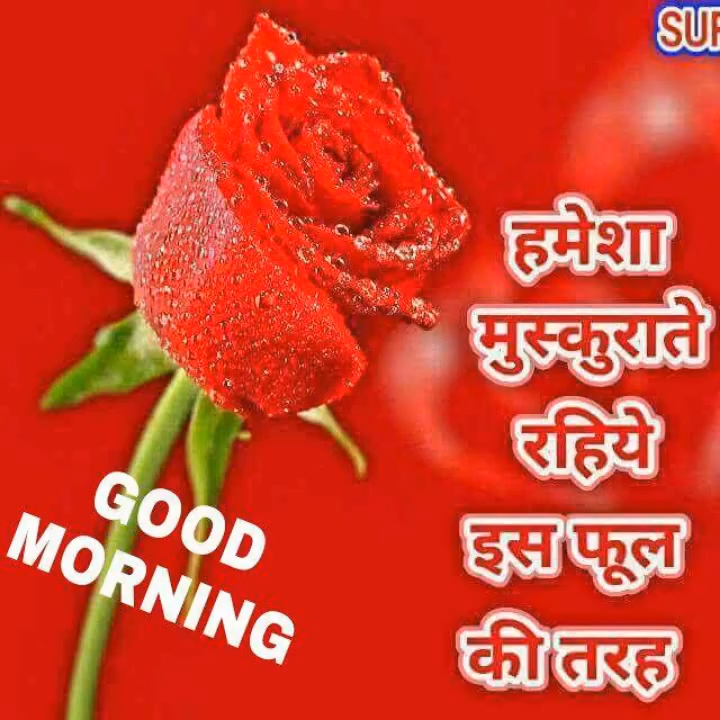 हमेशा
मुस्कुराते
रहिये
इस फूल
की तरह
GOOD
MORNING